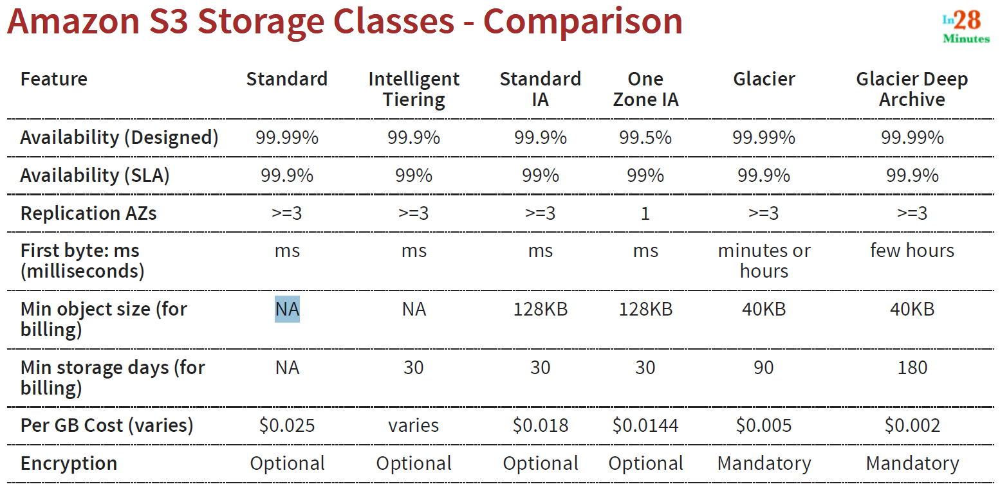 Amazon S3 Storage Classes - Comparison
In28
Minutes
Feature Standard Intelligent Standard One Glacier Glacier Deep
Tiering IA Zone IA Archive
Availability (Designed) 99.99% 99.9% 99.9% 99.5% 99.99% 99.99%
Availability (SLA) 99.9% 99% 99% 99% 99.9% 99.9%
Replication AZs >=3 >=3 >=3 1 >=3 >=3
First byte: ms ms ms ms ms minutes or few hours
(milliseconds) hours
Min object size (for NA NA 128KB 128KB 40KB 40KB
billing)
Min storage days (for NA 30 30 30 90 180
billing)
Per GB Cost (varies) $0.025 varies $0.018 $0.0144 $0.005 $0.002
Encryption Optional Optional Optional Optional Mandatory Mandatory